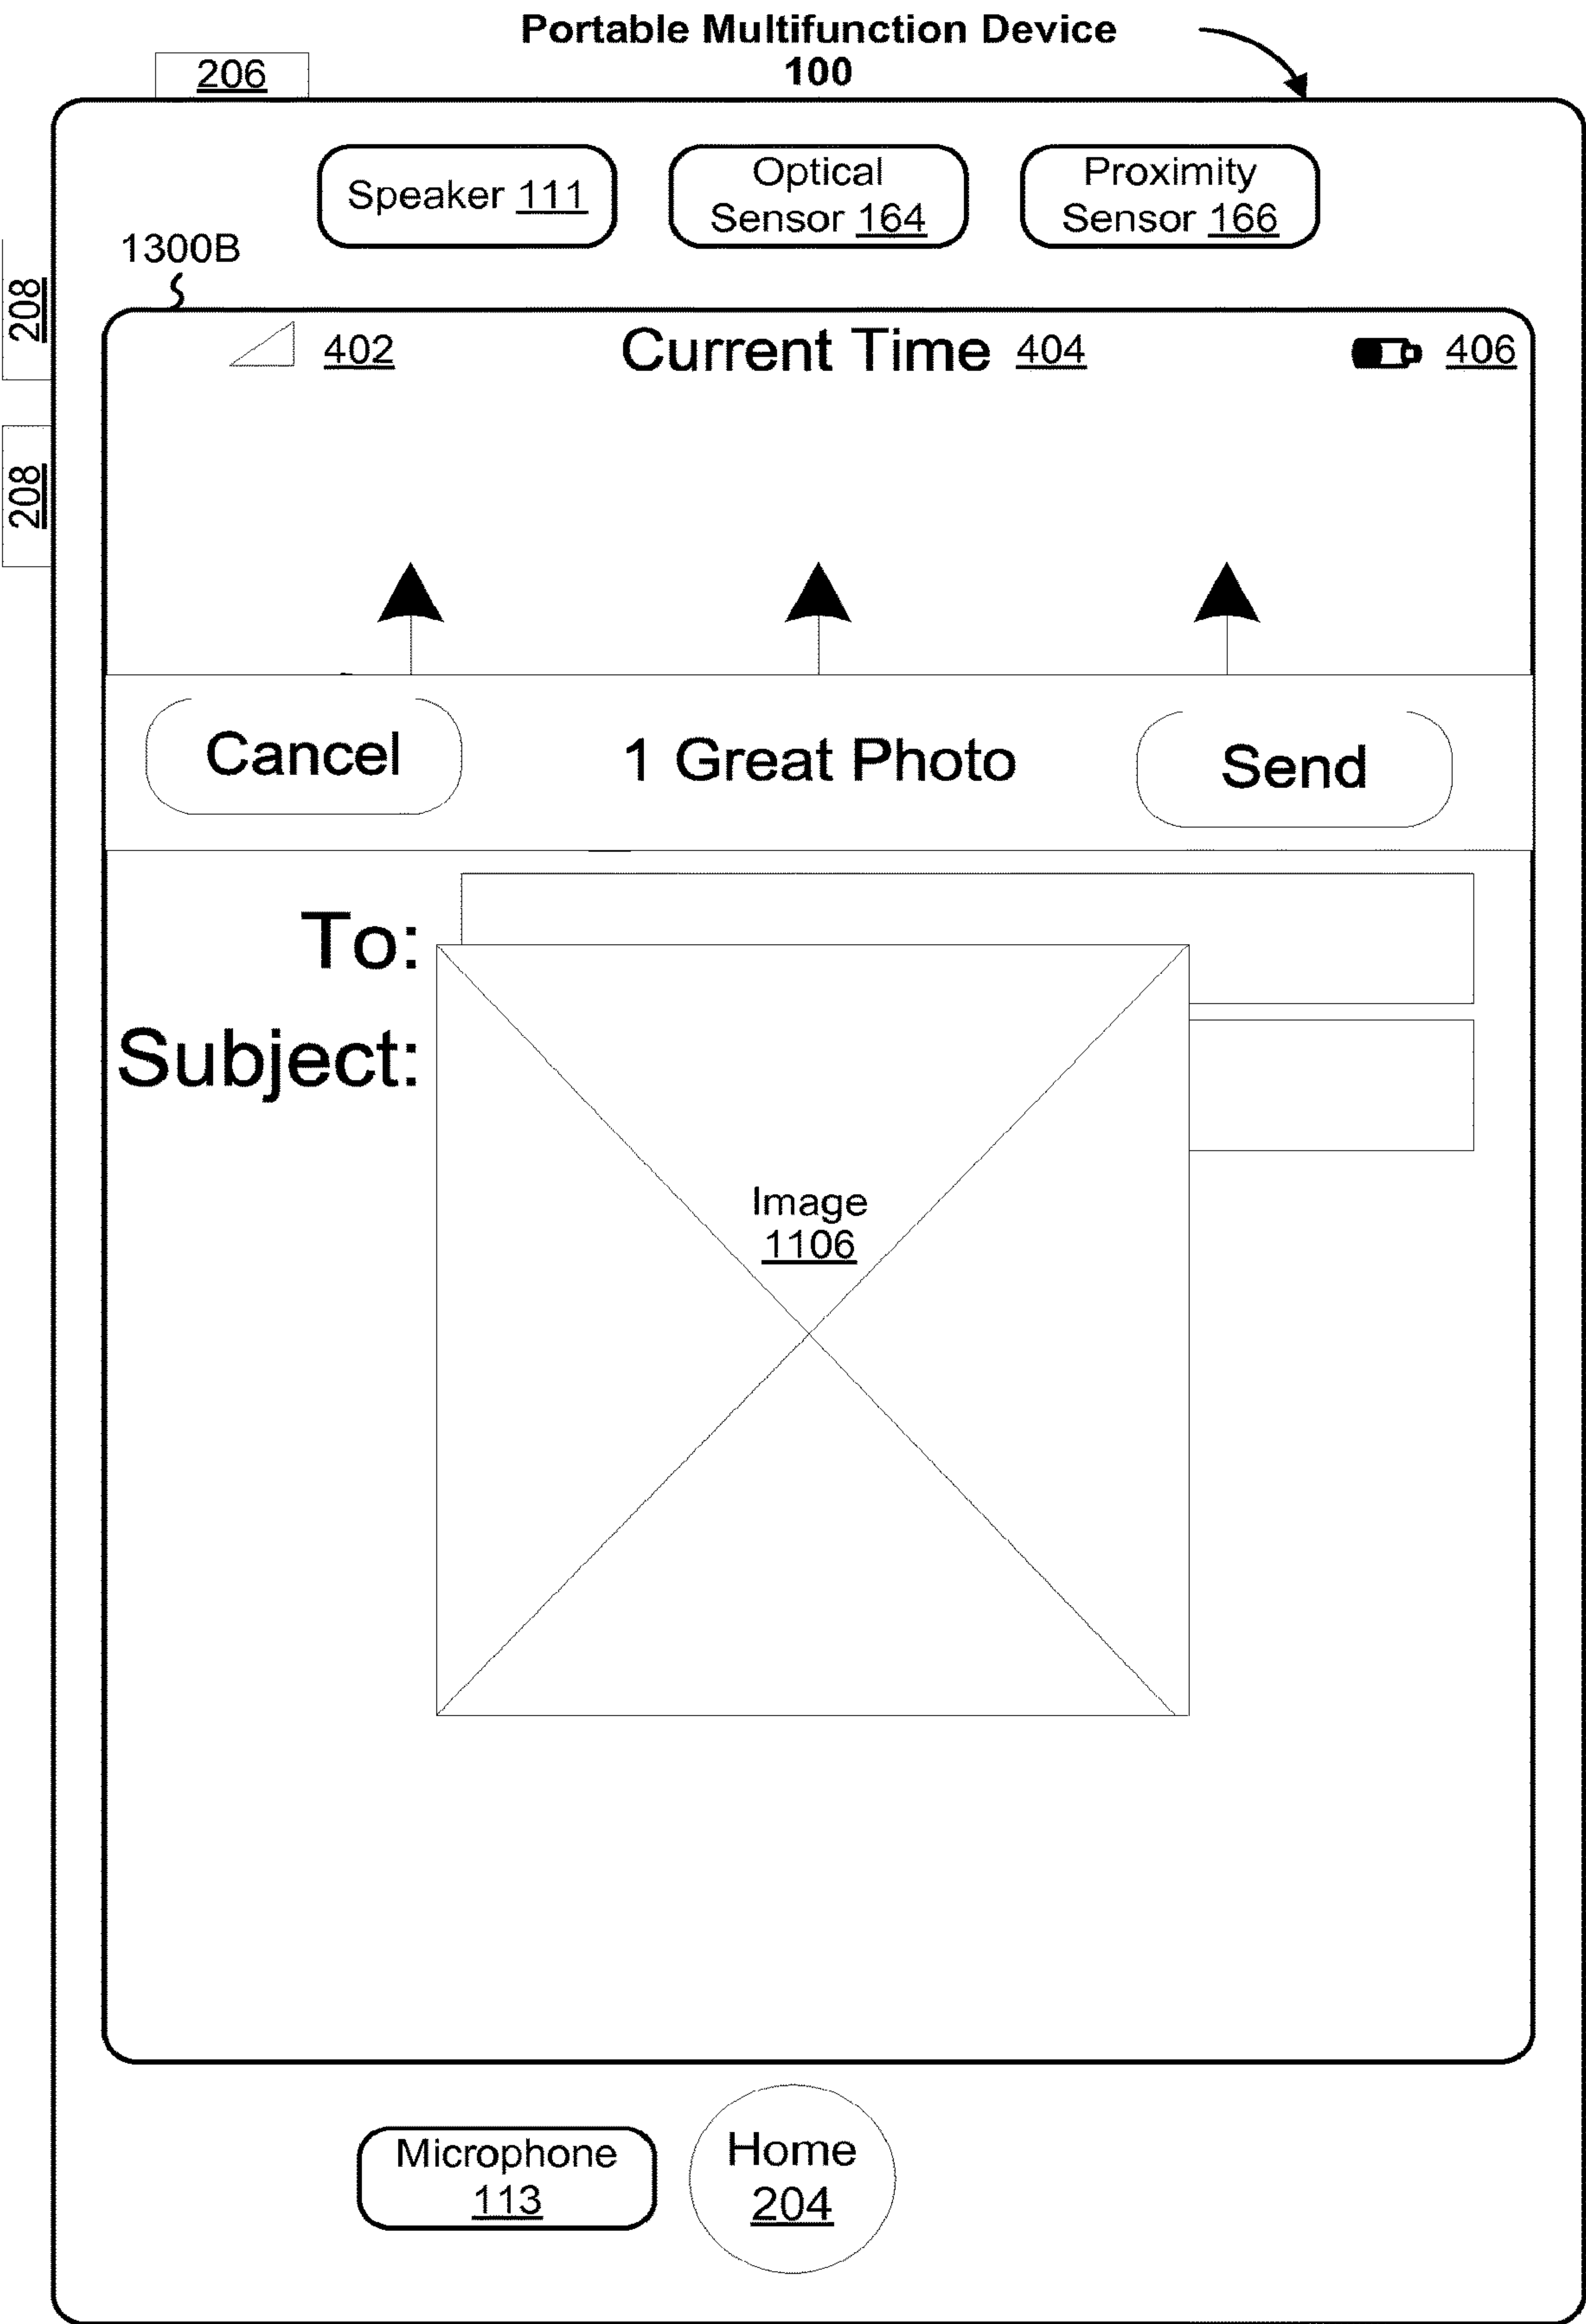 Portable Multifunction Device
100
206
Speaker 111
Optical
Sensor 164
Proximity
Sensor 166
1300B
208
208
402
Current Time 404
406
Cancel
1 Great Photo
Send
To:
Subject:
Image
1106
Microphone
113
Home
204